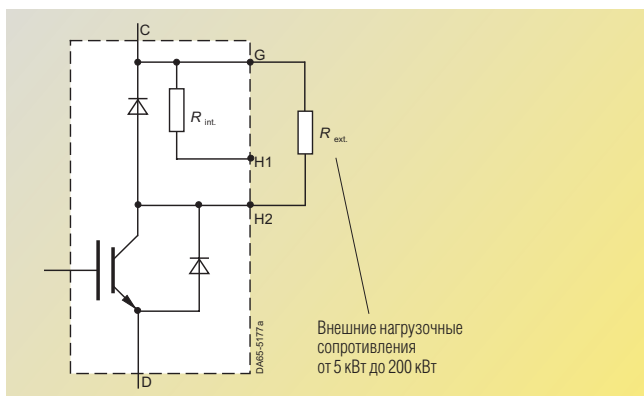 C
G
R int.
R ext.
H1
H2
D
DA65-5177a
Внешние нагрузочные
сопротивления
от 5 кВт до 200 кВт